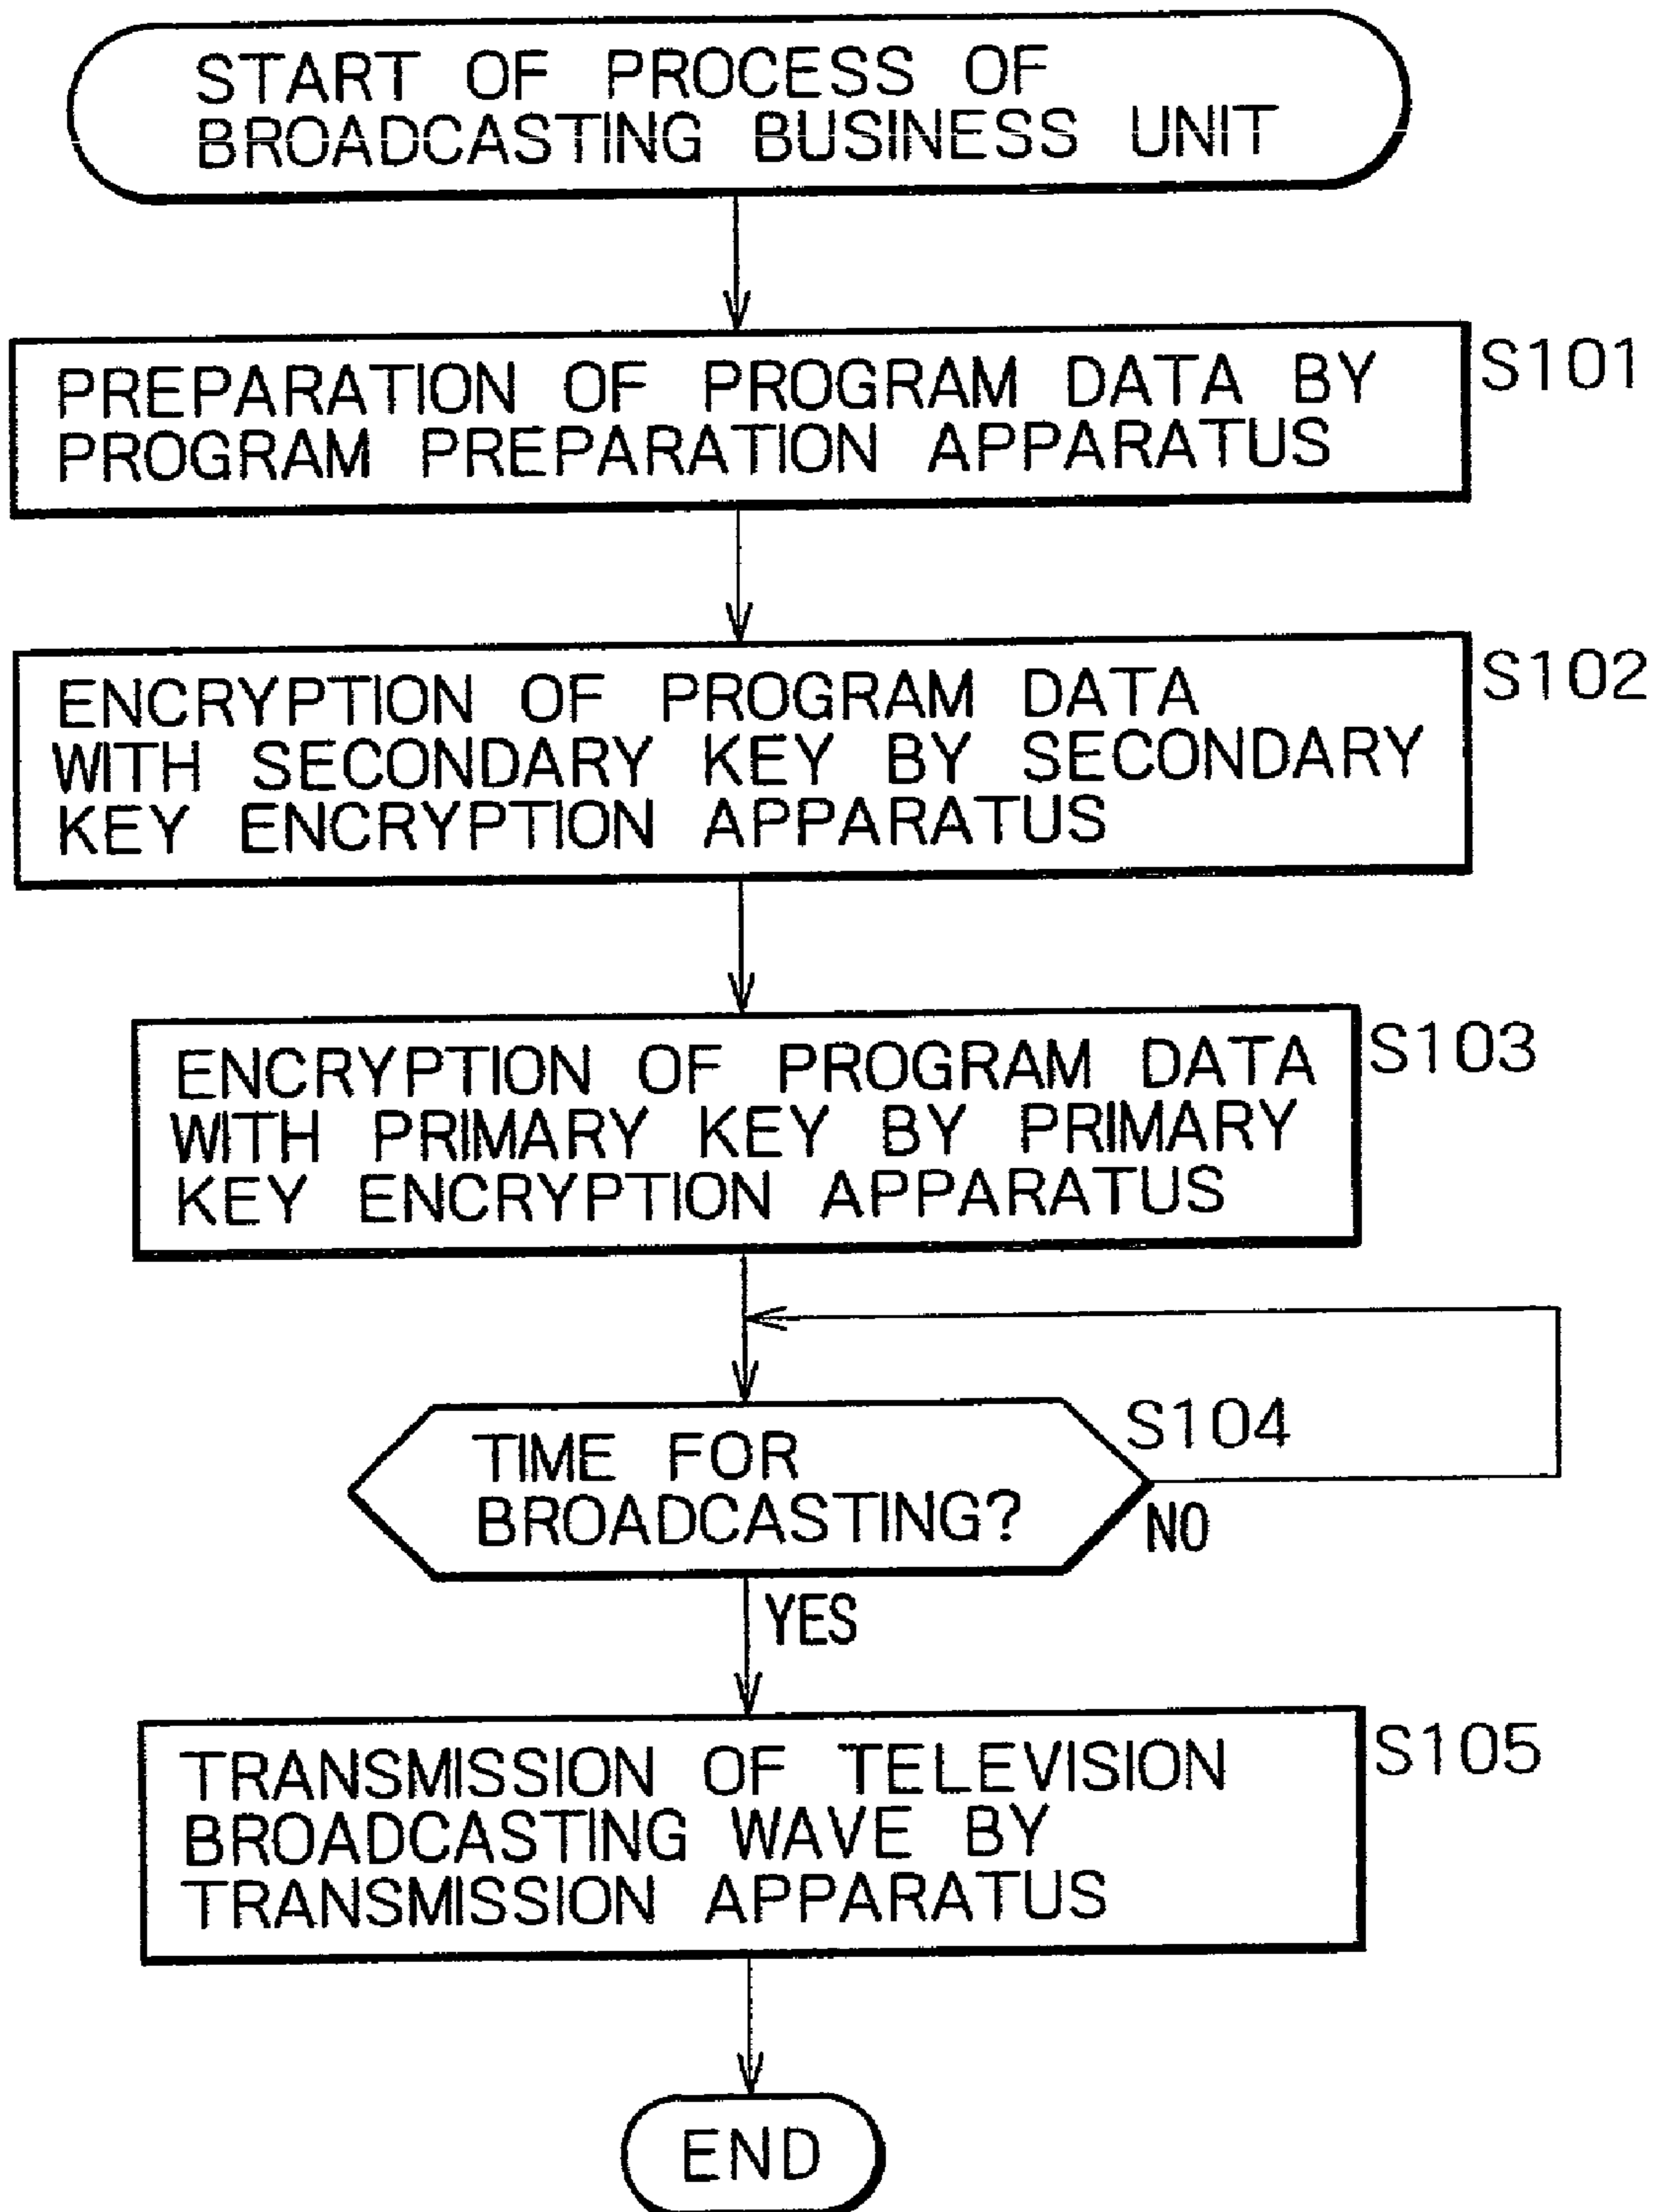 START OF PROCESS OF
BROADCASTING BUSINESS UNIT
PREPARATION OF PROGRAM DATA BY
PROGRAM PREPARATION APPARATUS
S101
ENCRYPTION OF PROGRAM DATA
WITH SECONDARY KEY BY SECONDARY
KEY ENCRYPTION APPARATUS
S102
ENCRYPTION OF PROGRAM DATA
WITH PRIMARY KEY BY PRIMARY
KEY ENCRYPTION APPARATUS
S103
TIME FOR
BROADCASTING?
S104
NO
YES
TRANSMISSION OF TELEVISION
BROADCASTING WAVE BY
TRANSMISSION APPARATUS
S105
END